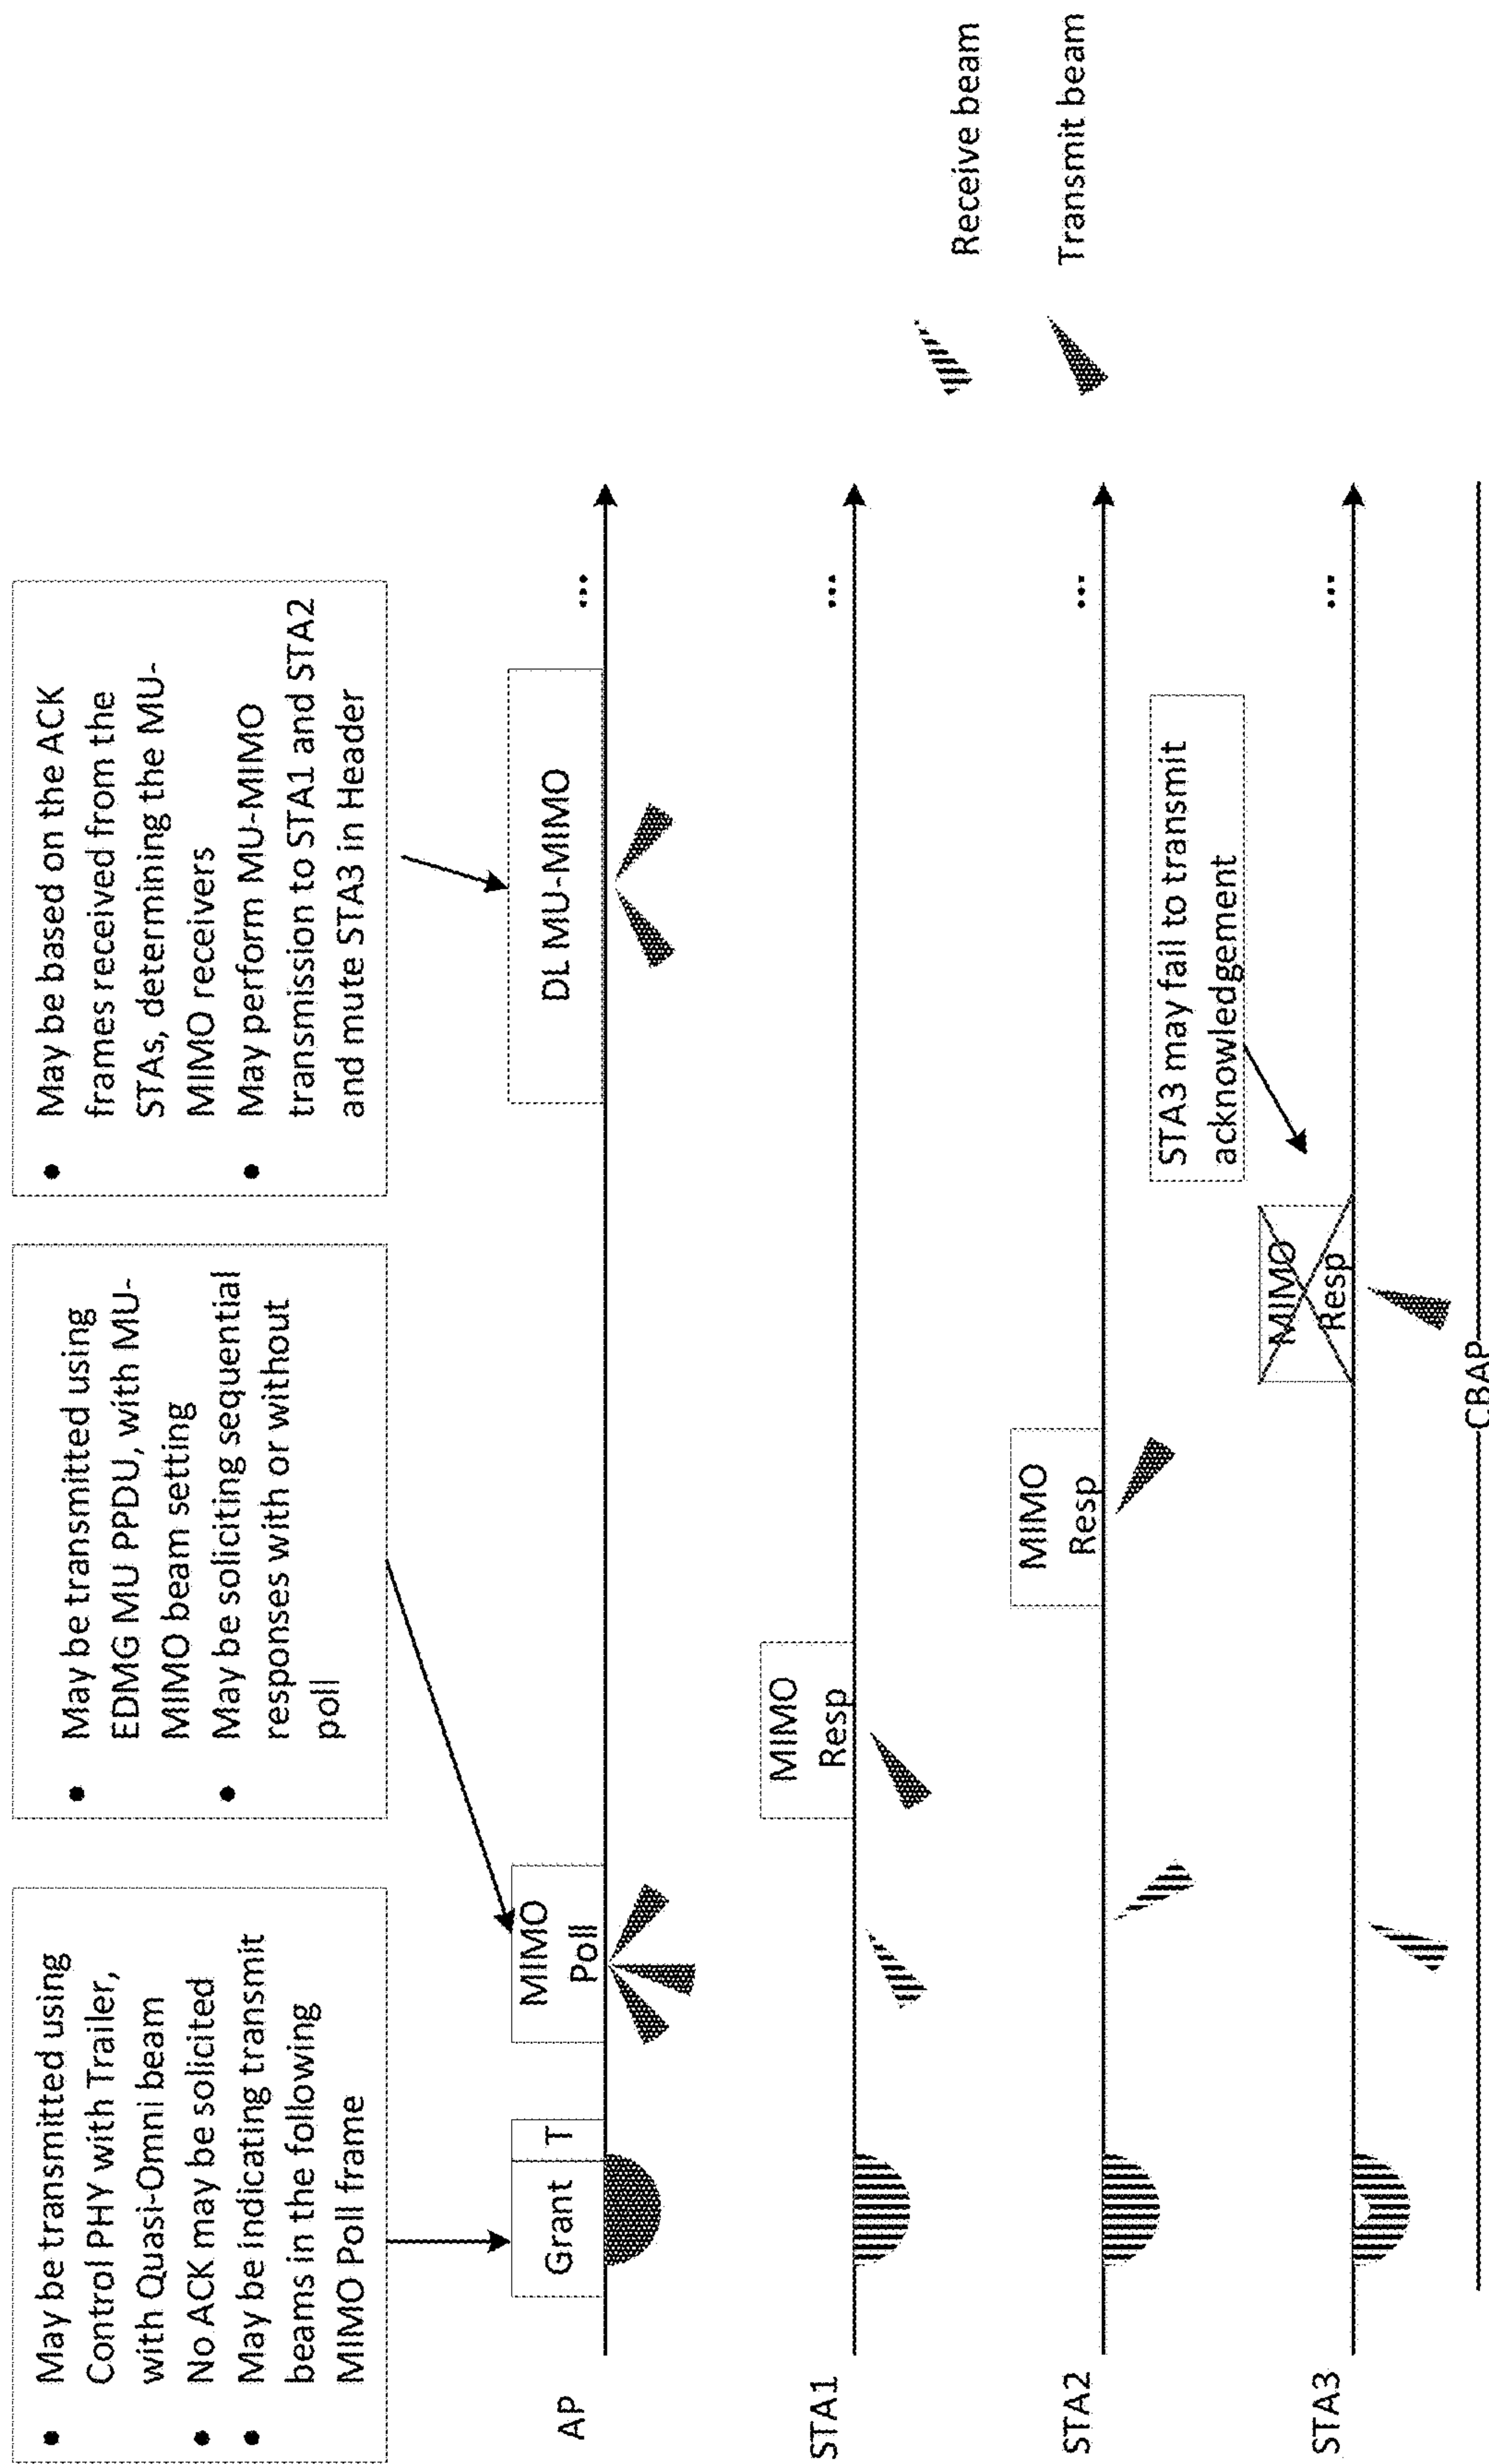 • May be transmitted using
Control PHY with Trailer,
with Quasi-Omni beam
• No ACK may be solicited
• May be indicating transmit
beams in the following
MIMO Poll frame
• May be transmitted using
EDMG MU PPDU, with MU-
MIMO beam setting
• May be soliciting sequential
responses with or without
poll
• May be based on the ACK
frames received from the
STAs, determining the MU-
MIMO receivers
• May perform MU-MIMO
transmission to STA1 and STA2
and mute STA3 in Header
AP
Grant
T
MIMO
Poll
DL MU-MIMO
...
STA1
MIMO
Resp
...
STA2
MIMO
Resp
...
STA3 may fail to transmit
acknowledgement
STA3
MIMO
Resp
...
CBAP
Receive beam
Transmit beam